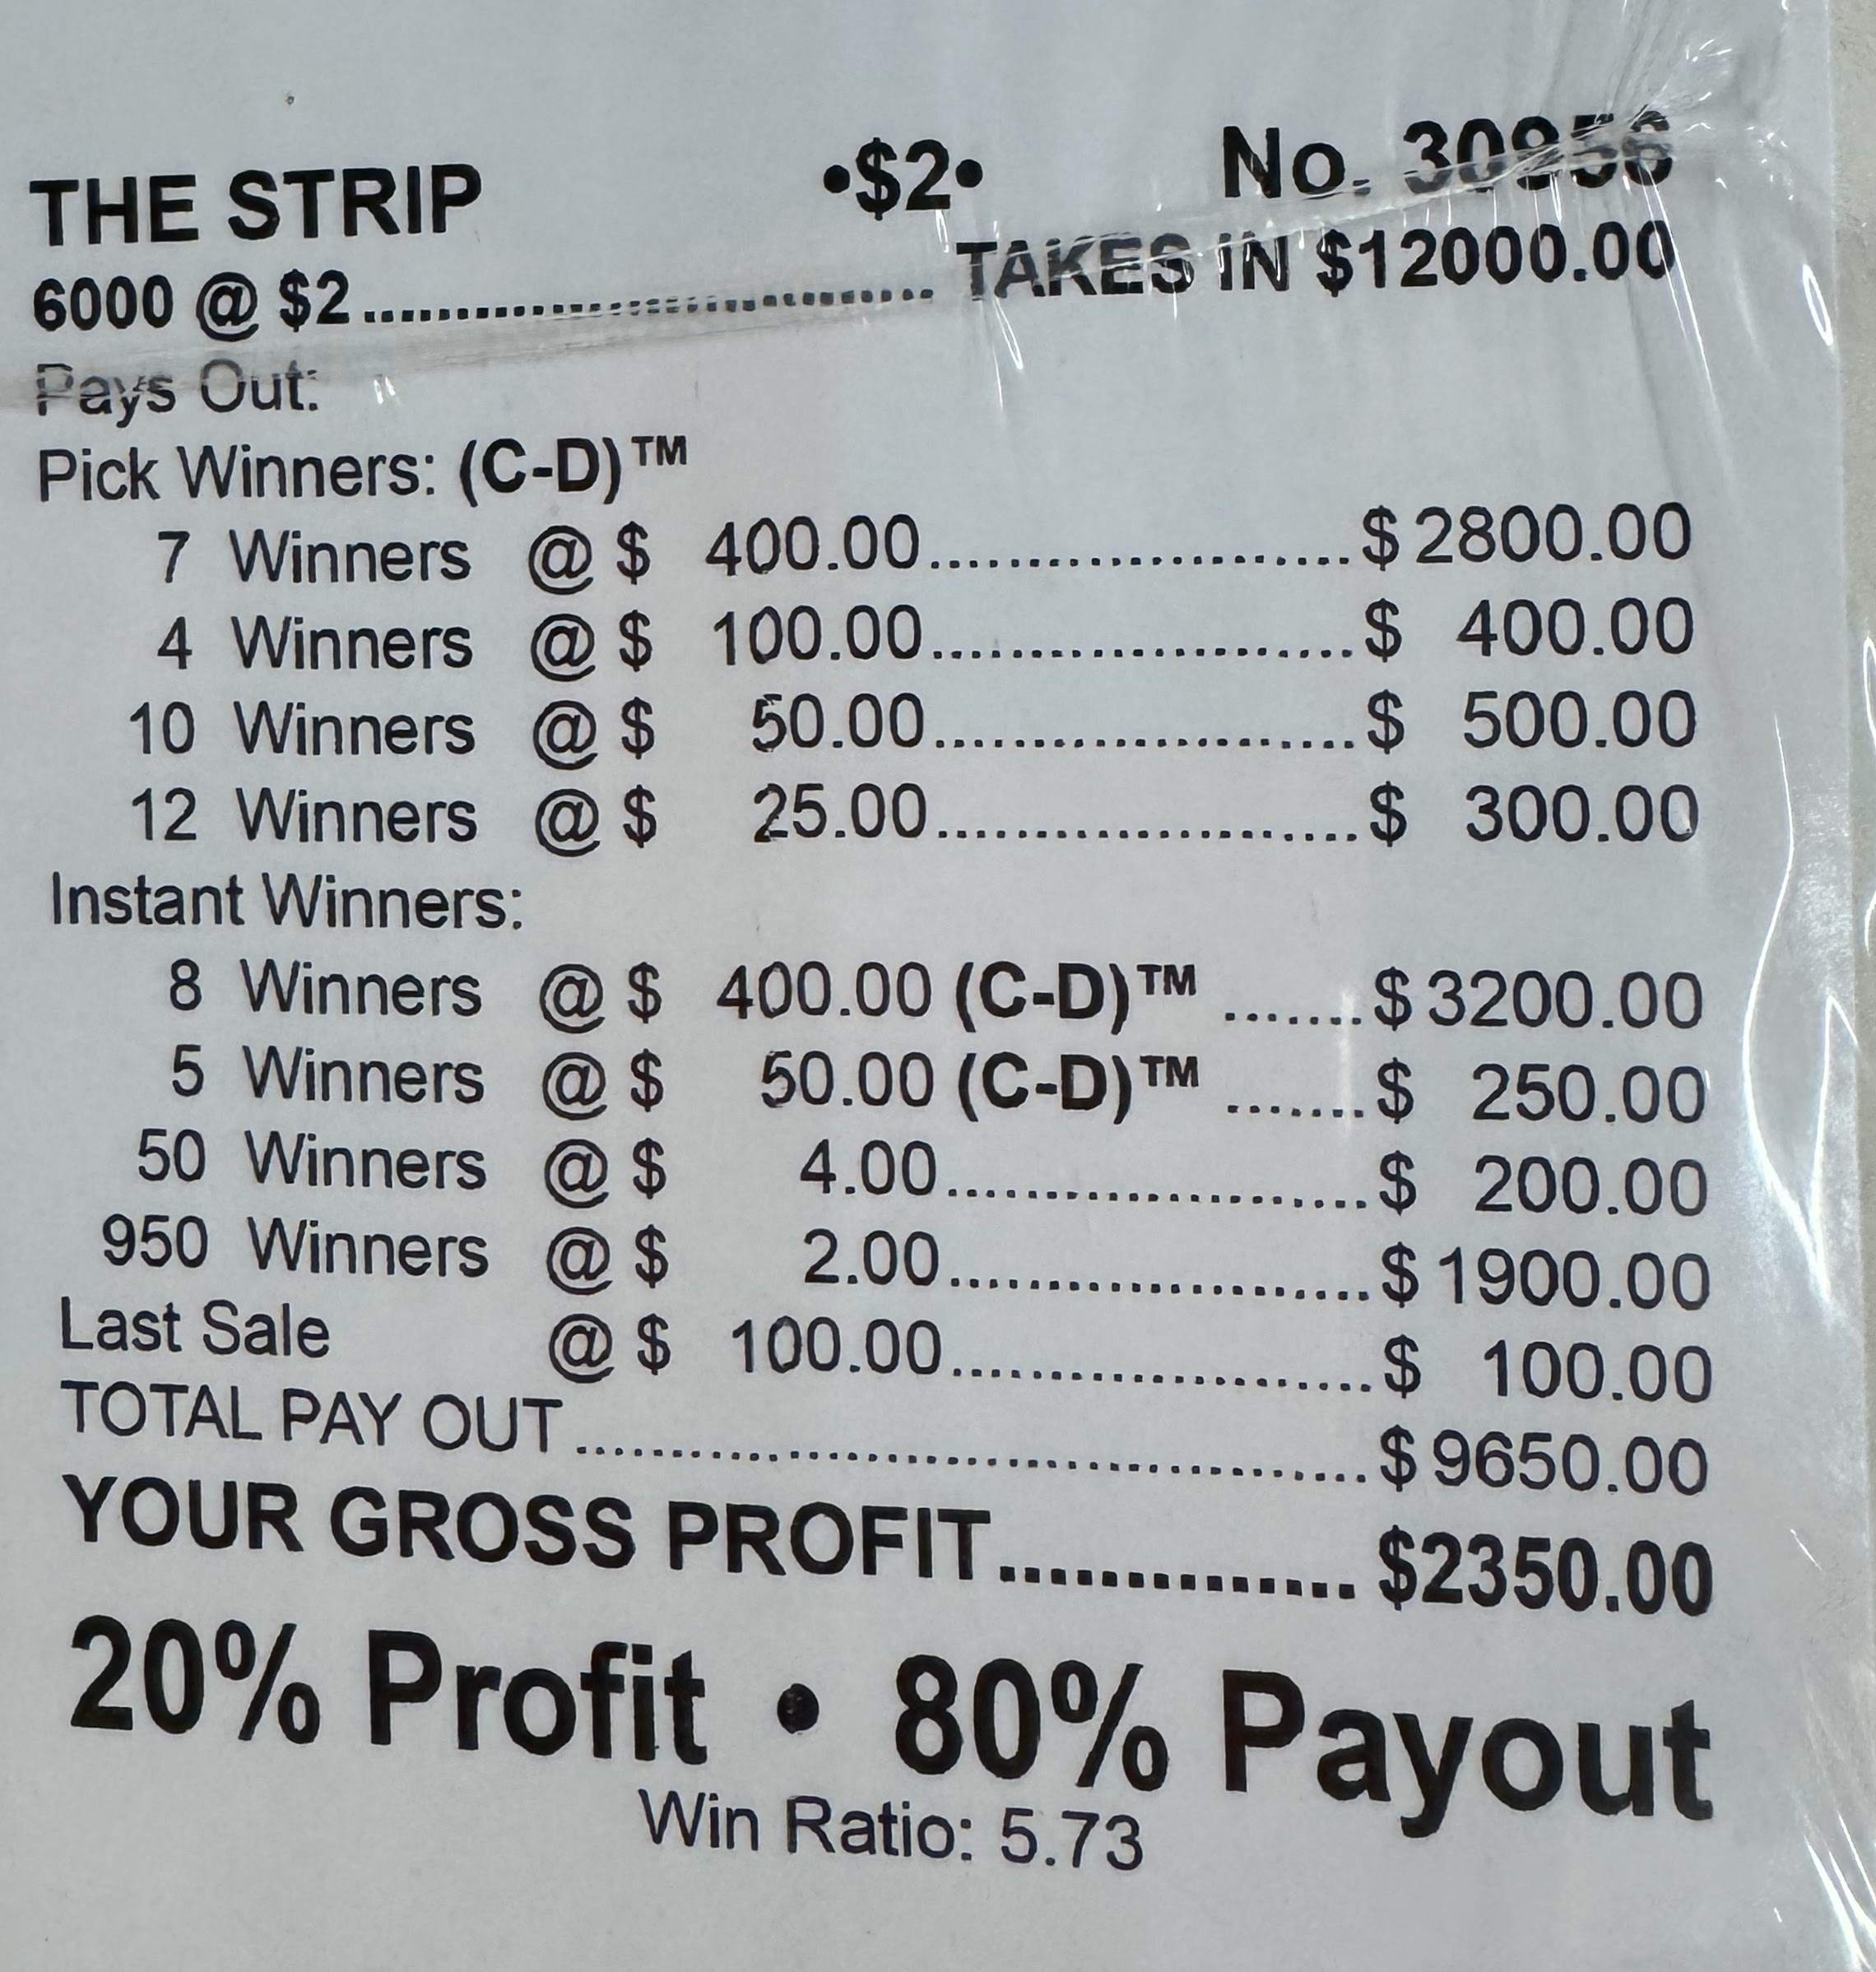 THE STRIP •$2• No. 30956
6000 @ $2................................ TAKES IN $12000.00
Pays Out:
Pick Winners: (C-D)™
7 Winners @ $ 400.00......................$2800.00
4 Winners @ $ 100.00......................$ 400.00
10 Winners @ $ 50.00......................$ 500.00
12 Winners @ $ 25.00......................$ 300.00
Instant Winners:
8 Winners @ $ 400.00 (C-D)™ .......$3200.00
5 Winners @ $ 50.00 (C-D)™ .......$ 250.00
50 Winners @ $ 4.00......................$ 200.00
950 Winners @ $ 2.00......................$1900.00
Last Sale @ $ 100.00......................$ 100.00
TOTAL PAY OUT..........................................$9650.00
YOUR GROSS PROFIT.............. $2350.00
20% Profit • 80% Payout
Win Ratio: 5.73